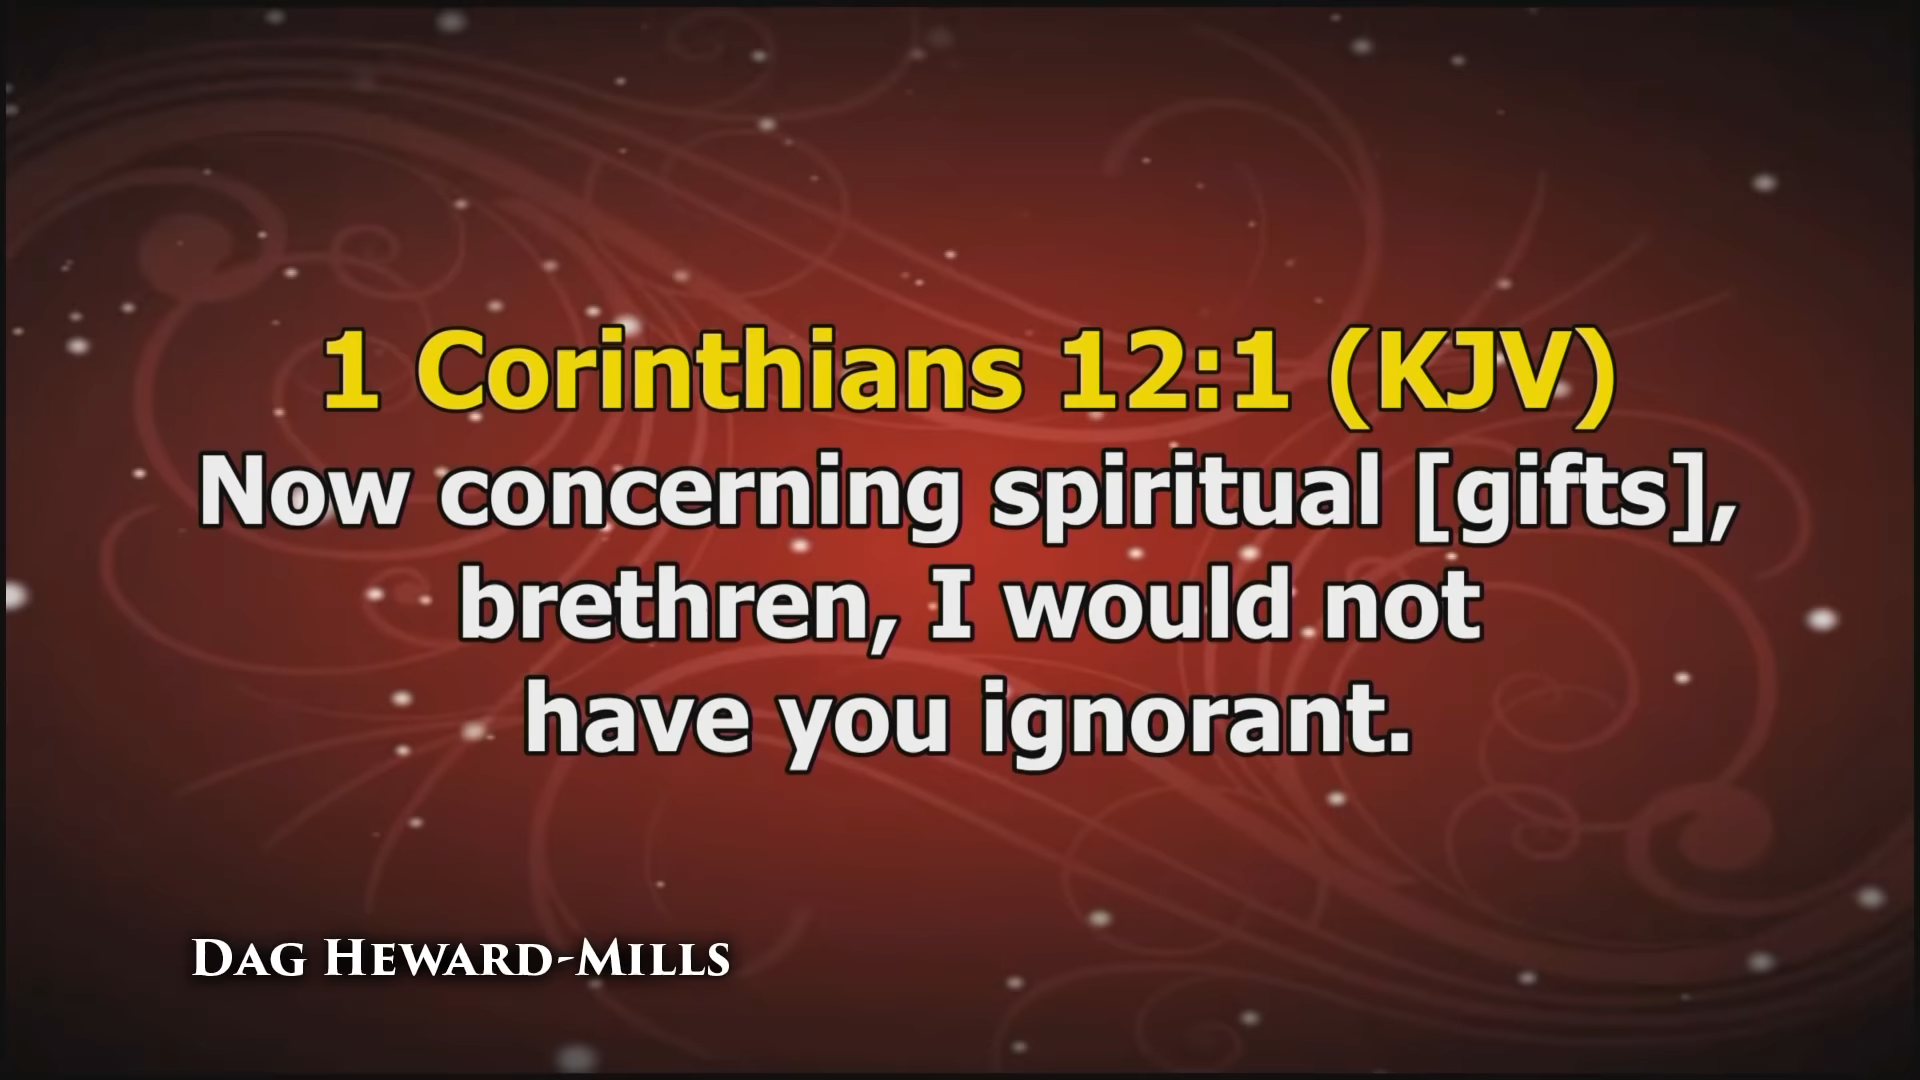 1 Corinthians 12:1 (KJV)
Now concerning spiritual [gifts],
brethren, I would not
have you ignorant.
Dag Heward-Mills